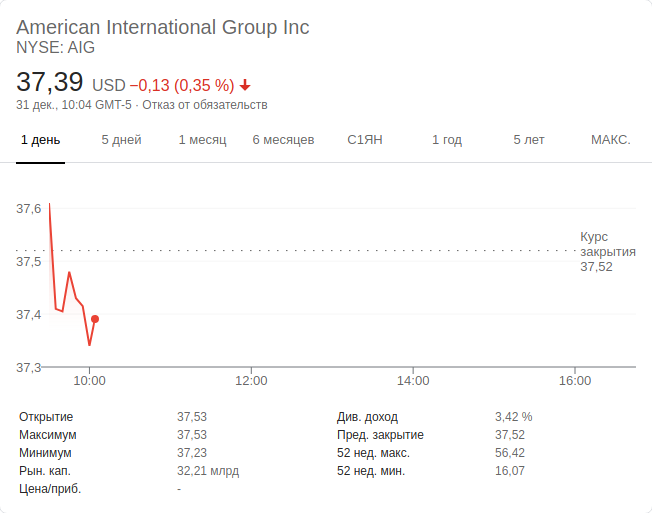 American International Group Inc
NYSE: AIG
37,39 USD −0,13 (0,35 %)
31 дек., 10:04 GMT-5 · Отказ от обязательств
1 день 5 дней 1 месяц 6 месяцев С1ЯН 1 год 5 лет МАКС.
37,6
Курс
закрытия
37,52
37,5
37,4
37,3
10:00 12:00 14:00 16:00
Открытие 37,53 Див. доход 3,42 %
Максимум 37,53 Пред. закрытие 37,52
Минимум 37,23 52 нед. макс. 56,42
Рын. кап. 32,21 млрд 52 нед. мин. 16,07
Цена/приб. -